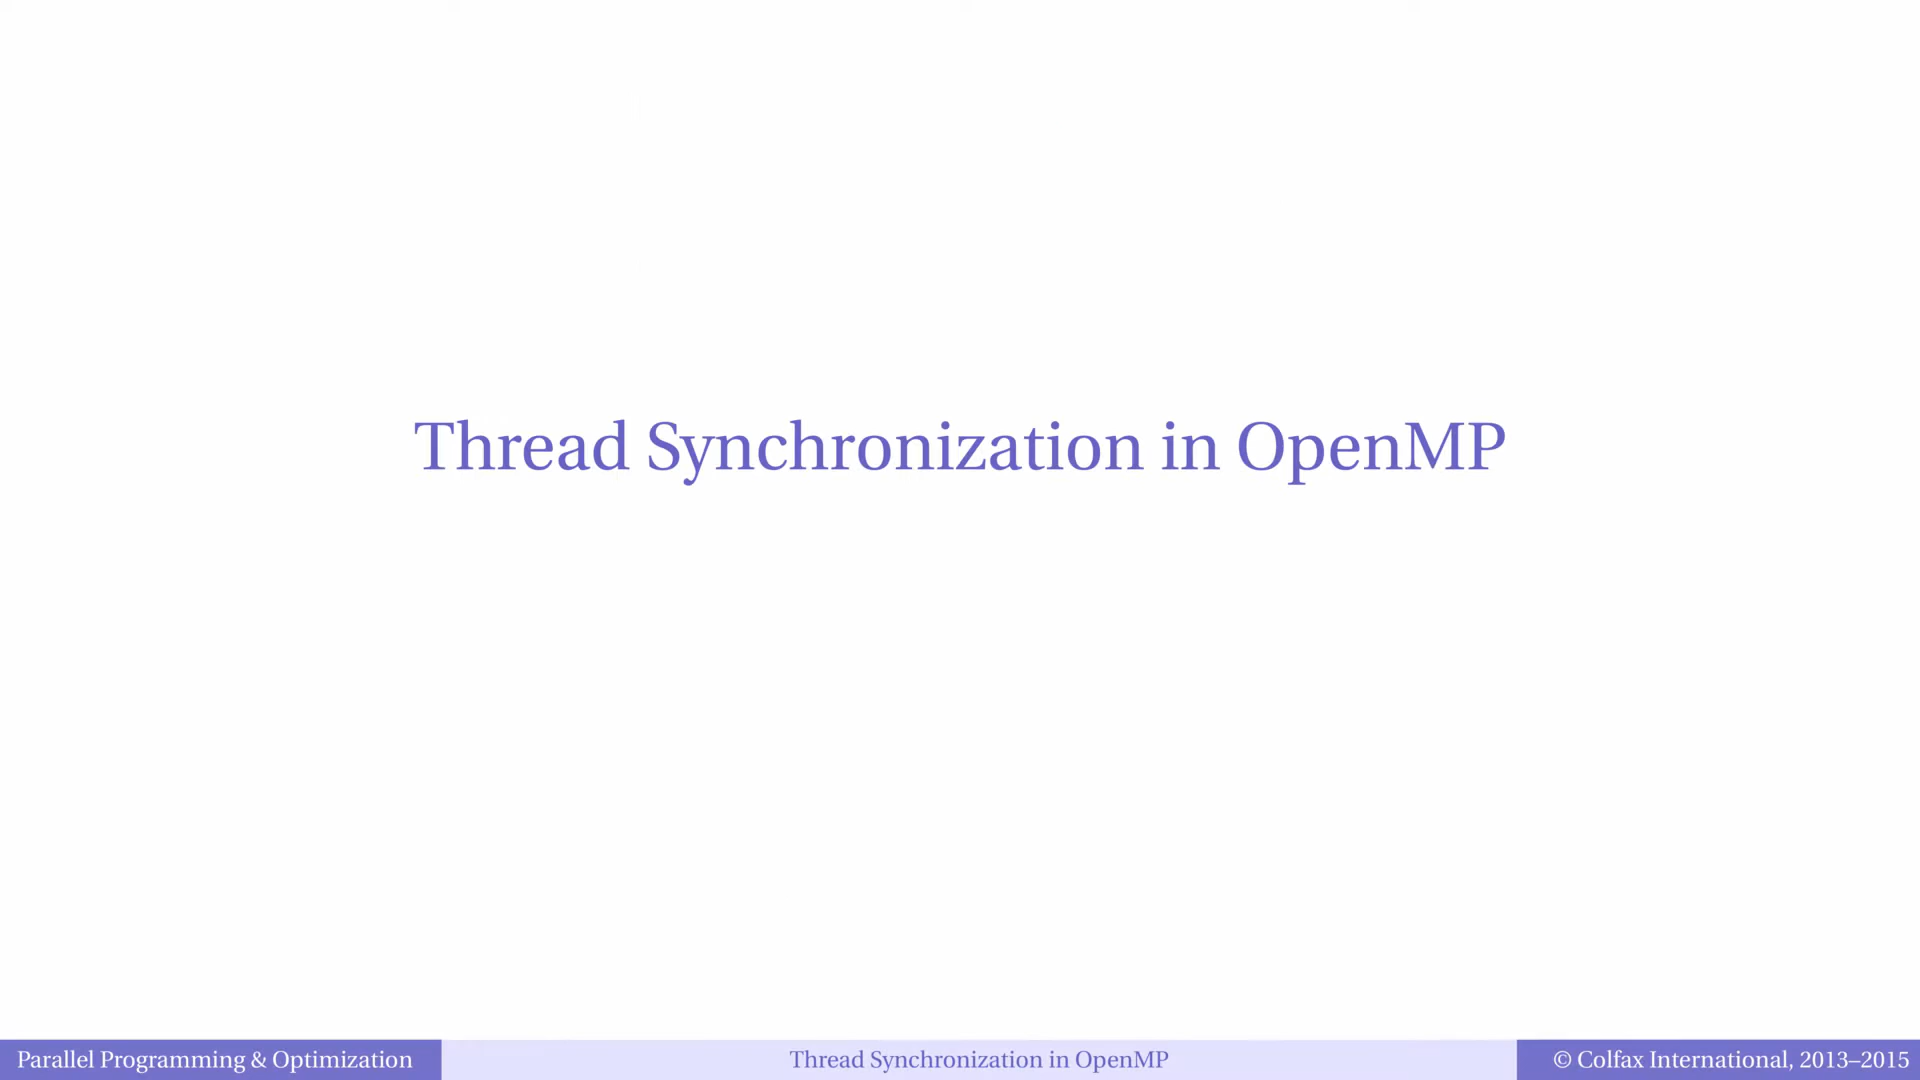 Thread Synchronization in OpenMP
Parallel Programming & Optimization
Thread Synchronization in OpenMP
© Colfax International, 2013–2015